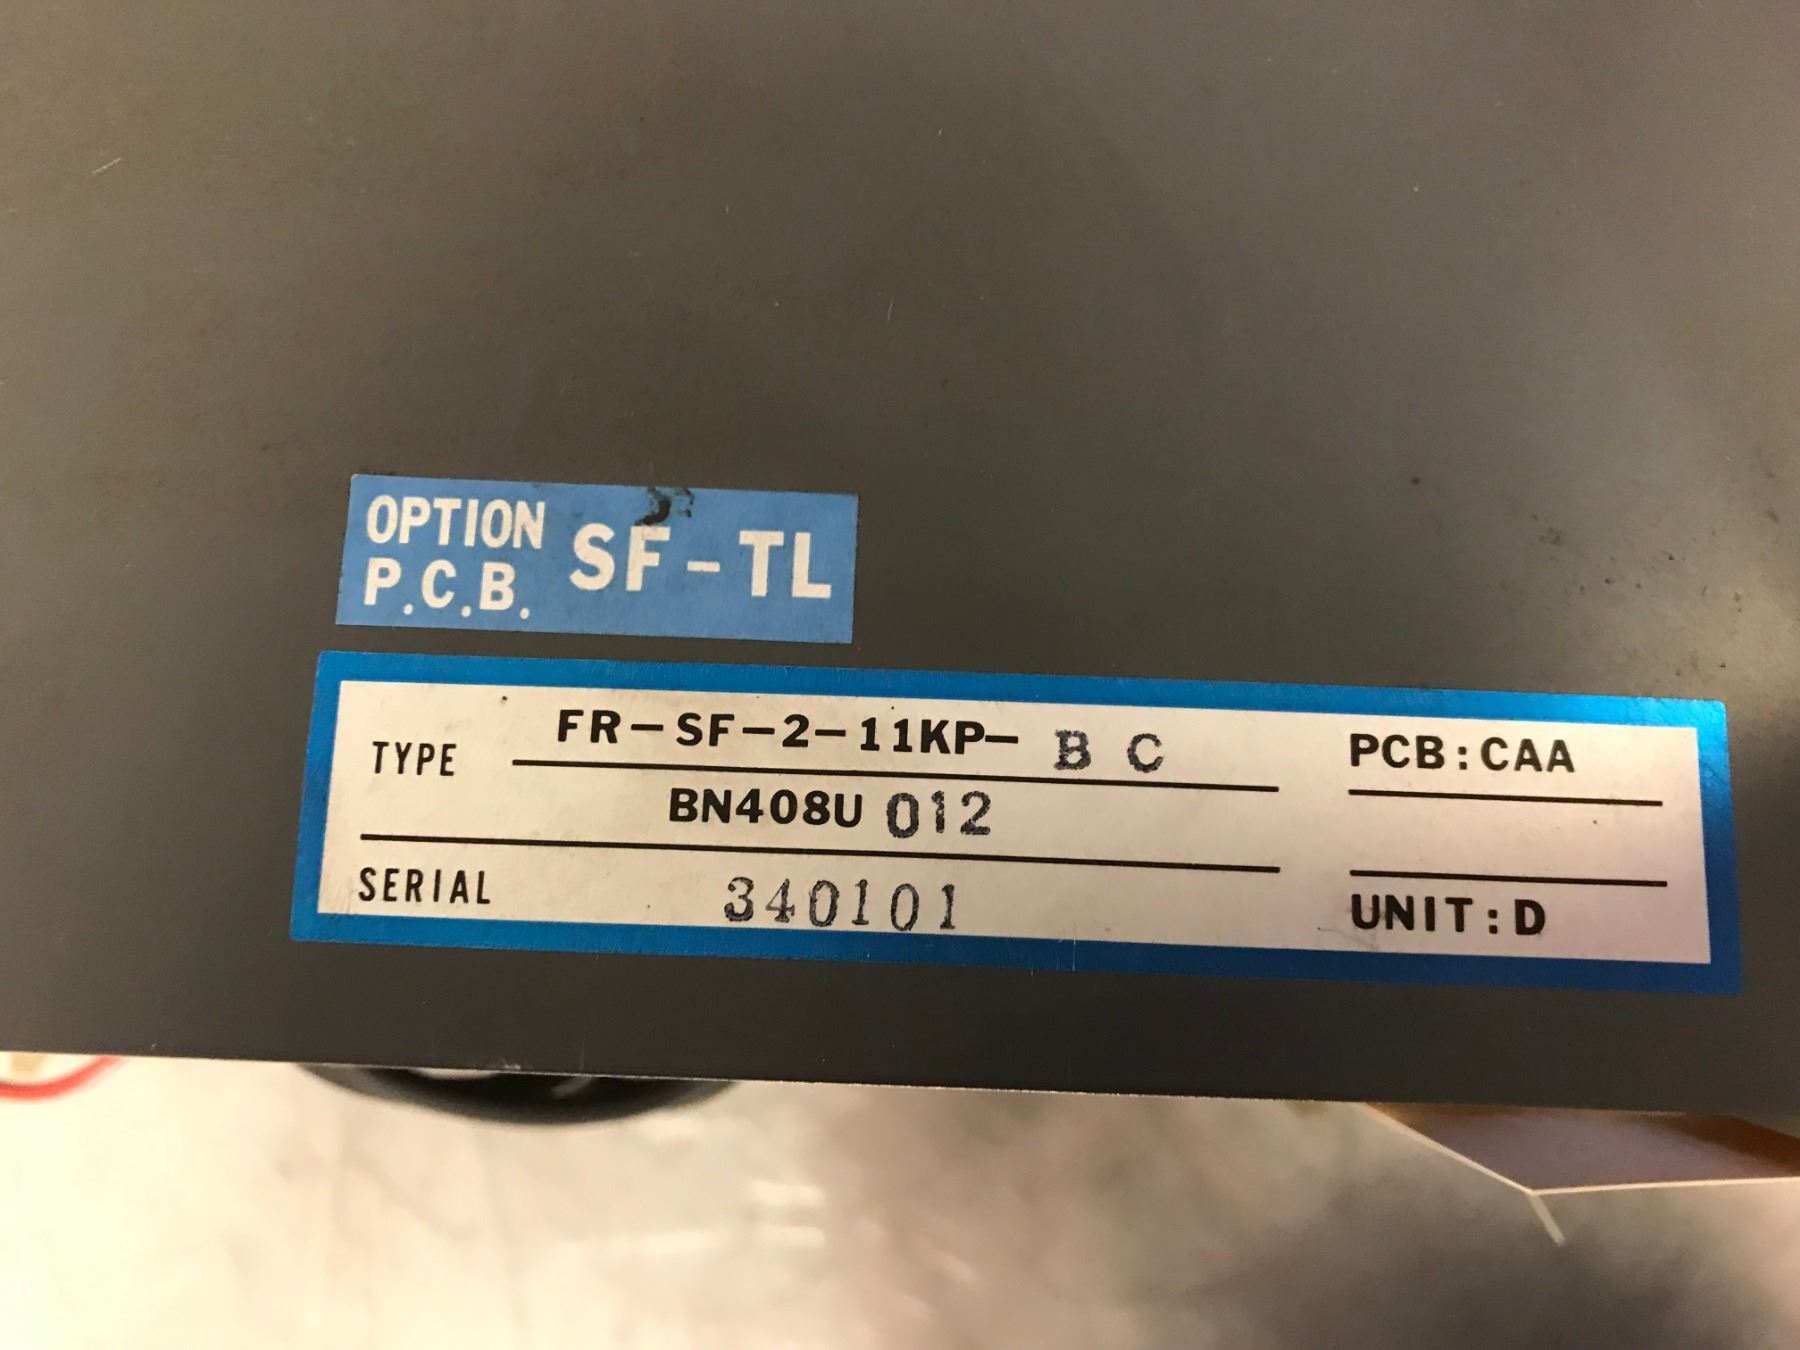 OPTION
P.C.B. SF-TL
TYPE FR-SF-2-11KP- B C PCB:CAA
BN408U 012
SERIAL 340101 UNIT:D